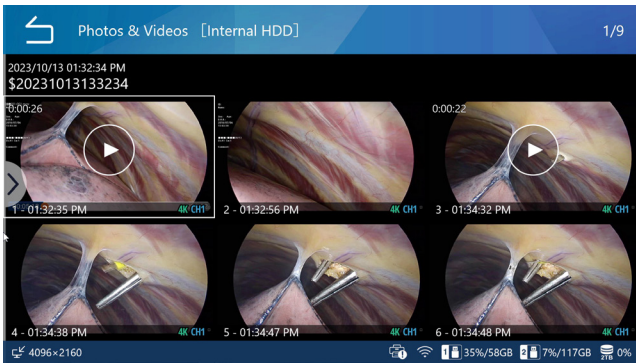 Photos & Videos [Internal HDD] 1/9
2023/10/13 01:32:34 PM
$20231013133234
0:00:26
0:00:22
1 - 01:32:35 PM 4K CH1
2 - 01:32:56 PM 4K CH1
3 - 01:34:32 PM 4K CH1
4 - 01:34:38 PM 4K CH1
5 - 01:34:47 PM 4K CH1
6 - 01:34:48 PM 4K CH1
4096×2160 1 35%/58GB 2 7%/117GB 2TB 0%